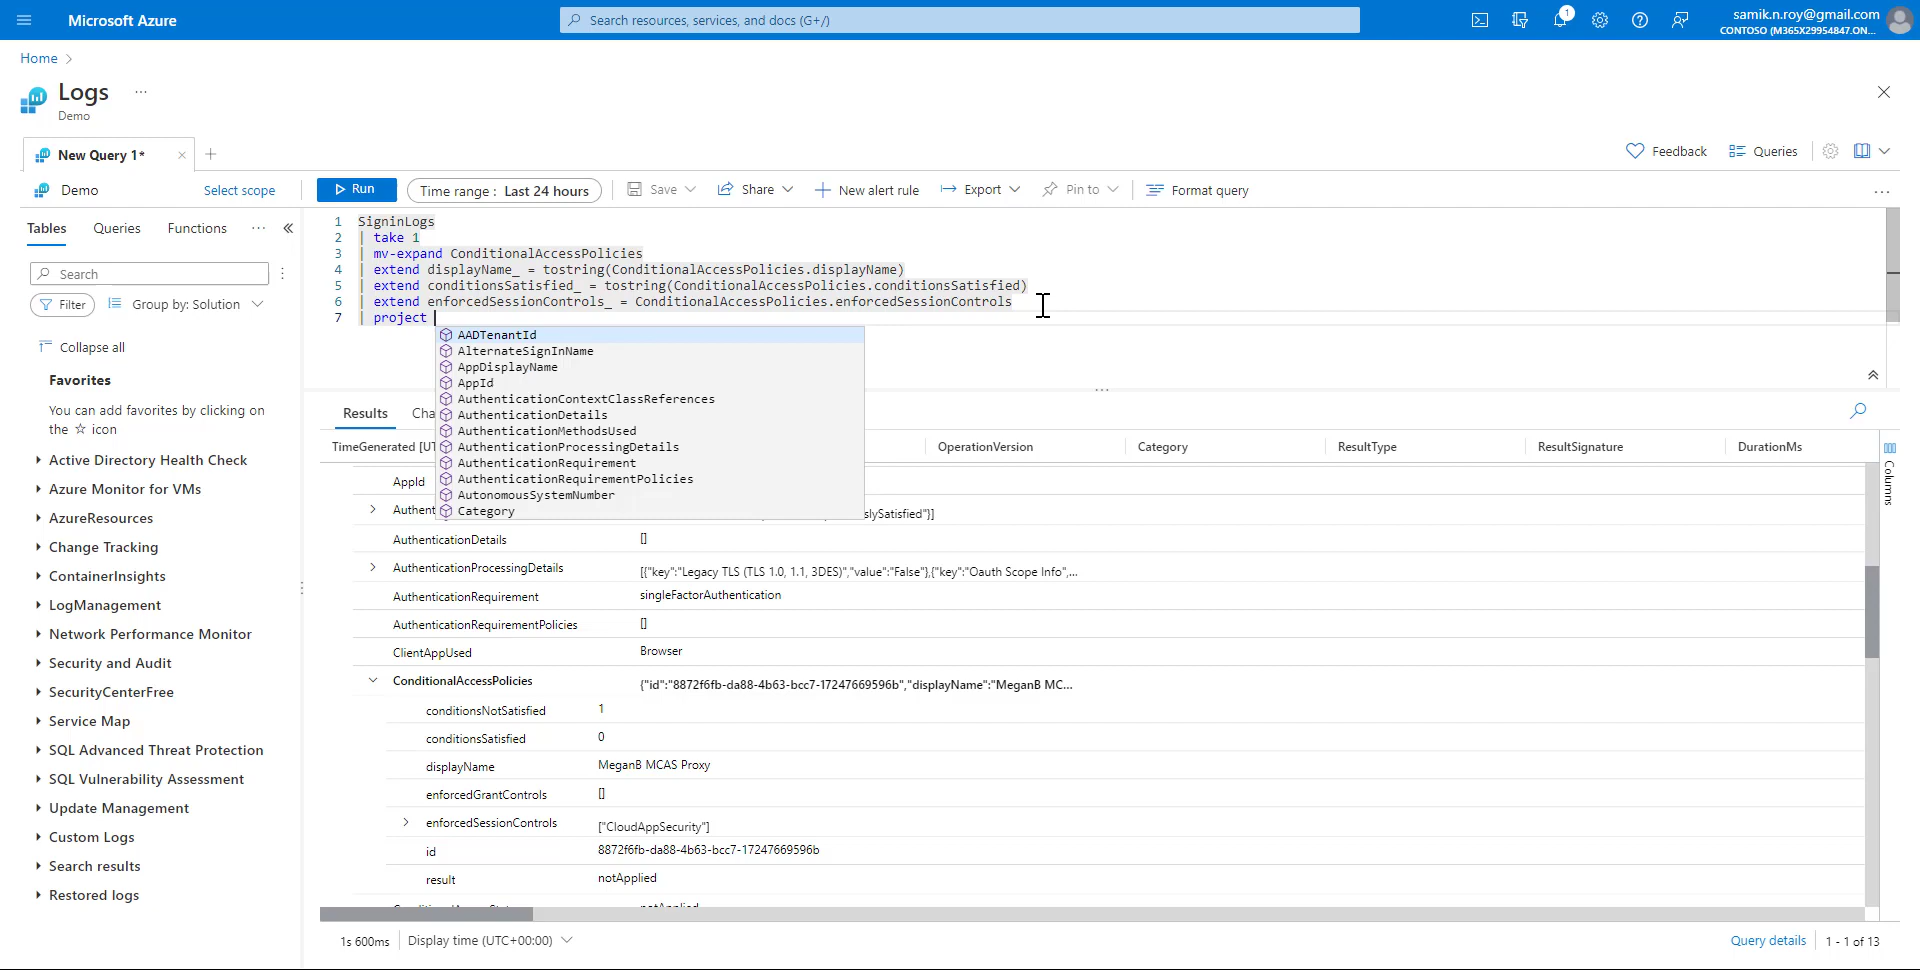 Microsoft Azure
Search resources, services, and docs (G+/)
1
samik.n.roy@gmail.com
CONTOSO (M365X29954847.ON...
Home
Logs
...
Demo
New Query 1*
Feedback
Queries
Demo
Select scope
Run
Time range : Last 24 hours
Save
Share
New alert rule
Export
Pin to
Format query
...
Tables
Queries
Functions
...
Search
Filter
Group by: Solution
Collapse all
Favorites
You can add favorites by clicking on
the ☆ icon
Active Directory Health Check
Azure Monitor for VMs
AzureResources
Change Tracking
ContainerInsights
LogManagement
Network Performance Monitor
Security and Audit
SecurityCenterFree
Service Map
SQL Advanced Threat Protection
SQL Vulnerability Assessment
Update Management
Custom Logs
Search results
Restored logs
1 SigninLogs
2 | take 1
3 | mv-expand ConditionalAccessPolicies
4 | extend displayName_ = tostring(ConditionalAccessPolicies.displayName)
5 | extend conditionsSatisfied_ = tostring(ConditionalAccessPolicies.conditionsSatisfied)
6 | extend enforcedSessionControls_ = ConditionalAccessPolicies.enforcedSessionControls
7 | project
AADTenantId
AlternateSignInName
AppDisplayName
AppId
AuthenticationContextClassReferences
AuthenticationDetails
AuthenticationMethodsUsed
AuthenticationProcessingDetails
AuthenticationRequirement
AuthenticationRequirementPolicies
AutonomousSystemNumber
Category
Results
Cha
TimeGenerated [UT
OperationVersion
Category
ResultType
ResultSignature
DurationMs
Columns
AppId
Authent
slySatisfied"}]
AuthenticationDetails []
AuthenticationProcessingDetails [{"key":"Legacy TLS (TLS 1.0, 1.1, 3DES)","value":"False"},{"key":"Oauth Scope Info",...
AuthenticationRequirement singleFactorAuthentication
AuthenticationRequirementPolicies []
ClientAppUsed Browser
ConditionalAccessPolicies {"id":"8872f6fb-da88-4b63-bcc7-17247669596b","displayName":"MeganB MC...
conditionsNotSatisfied 1
conditionsSatisfied 0
displayName MeganB MCAS Proxy
enforcedGrantControls []
enforcedSessionControls ["CloudAppSecurity"]
id 8872f6fb-da88-4b63-bcc7-17247669596b
result notApplied
1s 600ms
Display time (UTC+00:00)
Query details
1 - 1 of 13